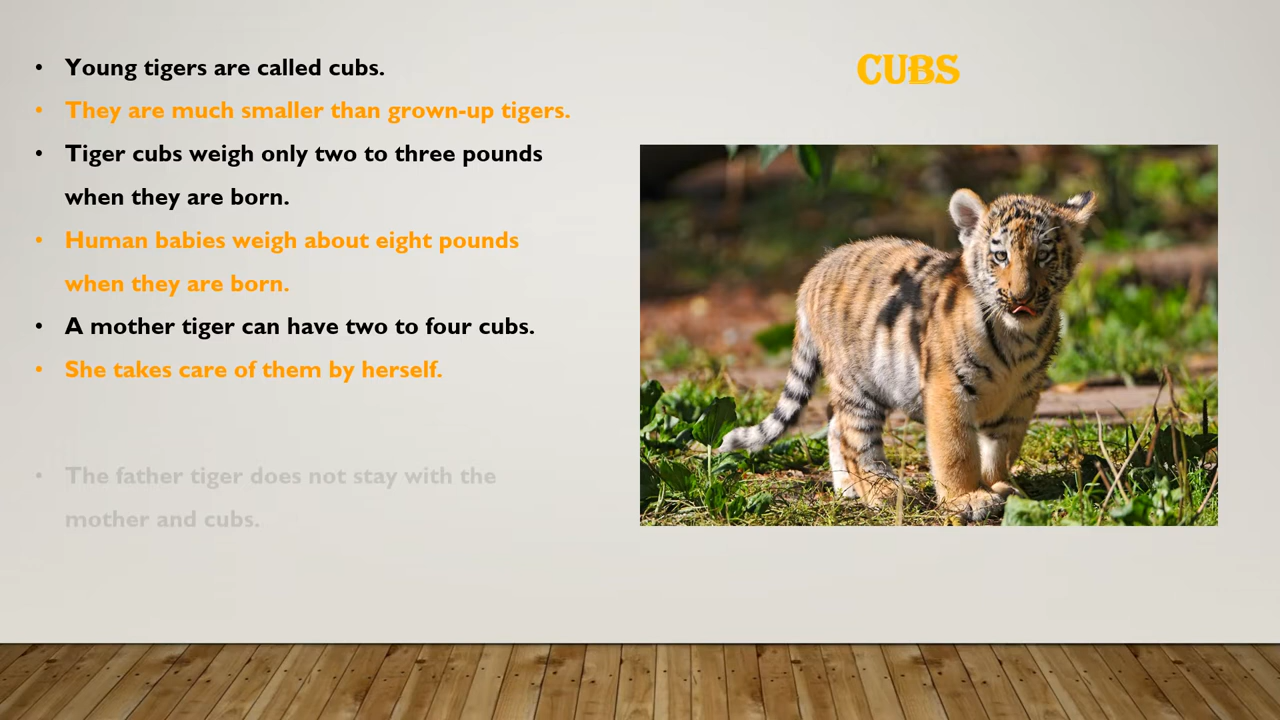 CUBS
• Young tigers are called cubs.
• They are much smaller than grown-up tigers.
• Tiger cubs weigh only two to three pounds
when they are born.
• Human babies weigh about eight pounds
when they are born.
• A mother tiger can have two to four cubs.
• She takes care of them by herself.
• The father tiger does not stay with the
mother and cubs.